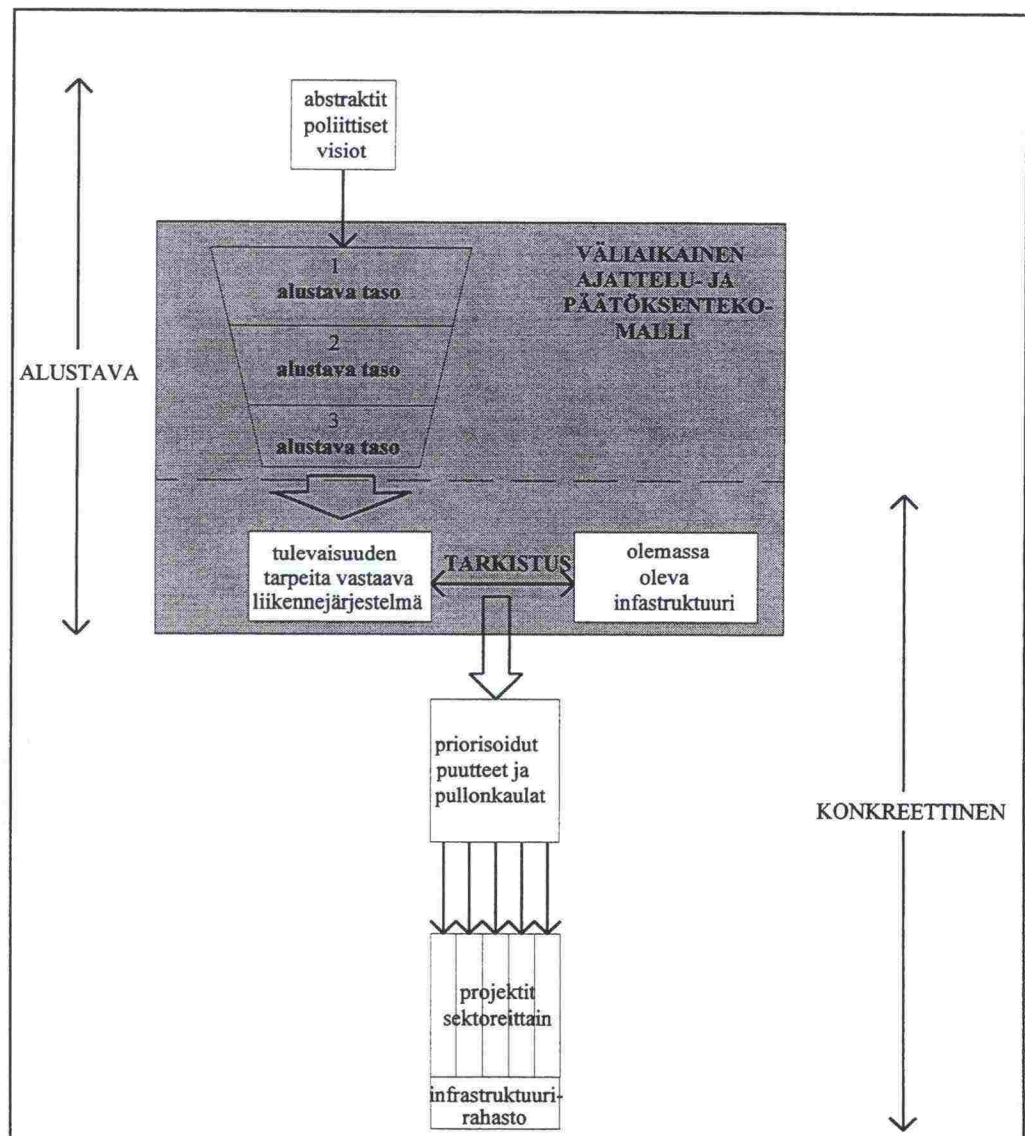 abstraktit
poliittiset
visiot
VÄLIAIKAINEN
AJATTELU- JA
PÄÄTÖKSENTEKO-
MALLI
1
alustava taso
2
alustava taso
3
alustava taso
ALUSTAVA
tulevaisuuden
tarpeita vastaava
liikennejärjestelmä
TARKISTUS
olemassa
oleva
infastruktuuri
priorisoidut
puutteet ja
pullonkaulat
KONKREETTINEN
projektit
sektoreittain
infrastruktuuri-
rahasto